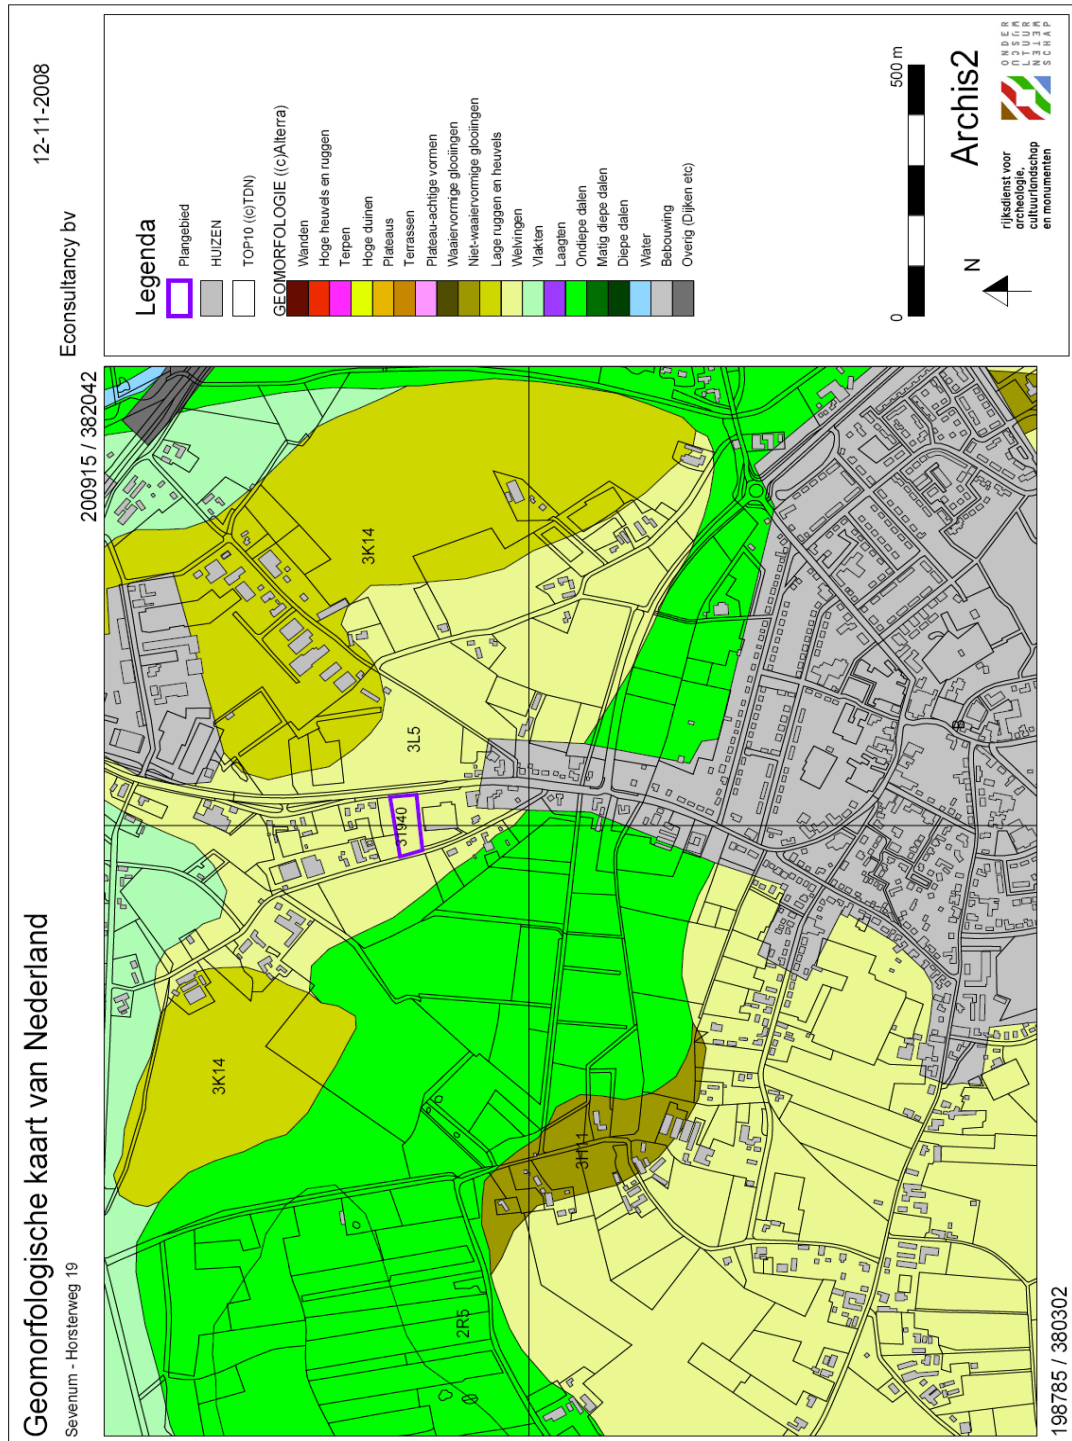 Geomorfologische kaart van Nederland
Sevenum - Horsterweg 19
Econsultancy bv
12-11-2008
200915 / 382042
198785 / 380302
3K14
3K14
3L5
31940
3H11
2R5
Legenda
Plangebied
HUIZEN
TOP10 ((c)TDN)
GEOMORFOLOGIE ((c)Alterra)
Wanden
Hoge heuvels en ruggen
Terpen
Hoge duinen
Plateaus
Terrassen
Plateau-achtige vormen
Waaiervormige glooiingen
Niet-waaiervormige glooiingen
Lage ruggen en heuvels
Welvingen
Vlakten
Laagten
Ondiepe dalen
Matig diepe dalen
Diepe dalen
Water
Bebouwing
Overig (Dijken etc)
0
500 m
N
Archis2
rijksdienst voor
archeologie,
cultuurlandschap
en monumenten